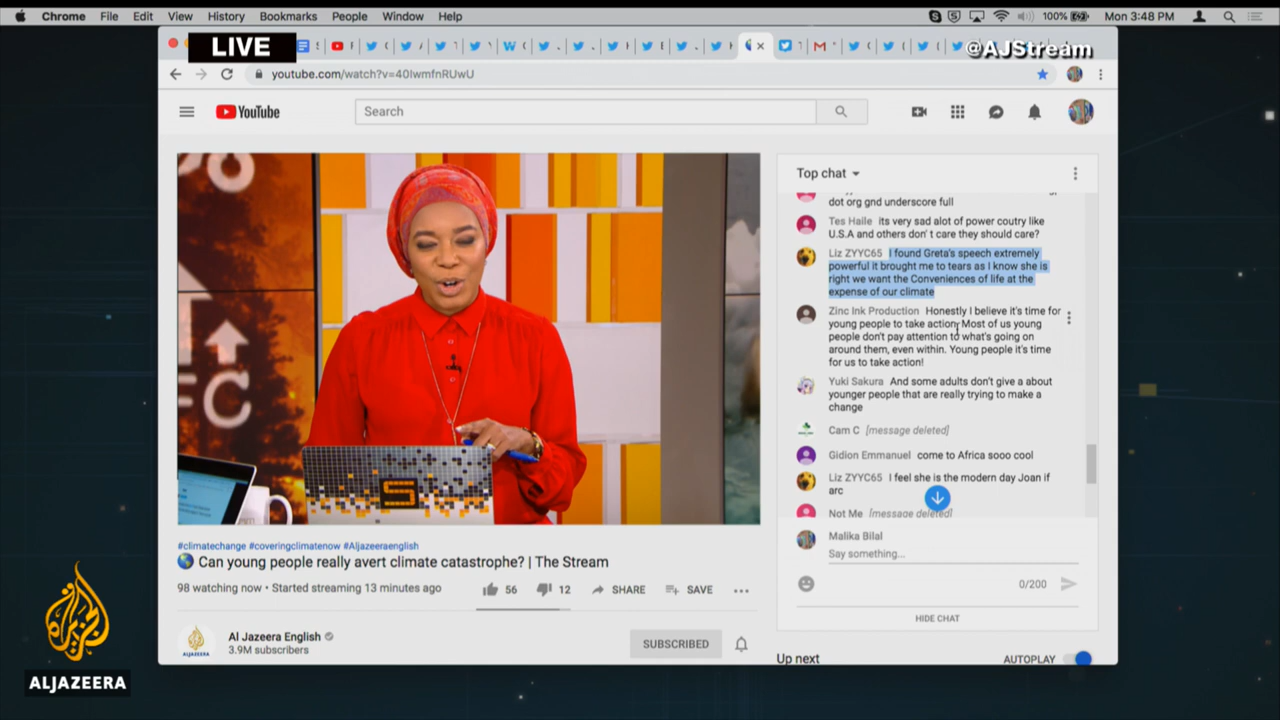 Chrome File Edit View History Bookmarks People Window Help
100% Mon 3:48 PM
LIVE
@AJStream
youtube.com/watch?v=40IwmfnRUwU
YouTube
Search
Top chat
dot org gnd underscore full
Tes Haile its very sad alot of power coutry like
U.S.A and others don' t care they should care?
Liz ZYYC65 I found Greta's speech extremely
powerful it brought me to tears as I know she is
right we want the Conveniences of life at the
expense of our climate
Zinc Ink Production Honestly I believe it's time for
young people to take action. Most of us young
people don't pay attention to what's going on
around them, even within. Young people it's time
for us to take action!
Yuki Sakura And some adults don't give a about
younger people that are really trying to make a
change
Cam C [message deleted]
Gidion Emmanuel come to Africa sooo cool
Liz ZYYC65 I feel she is the modern day Joan if
arc
Not Me [message deleted]
Malika Bilal
Say something...
0/200
HIDE CHAT
Up next AUTOPLAY
FC
S
#climatechange #coveringclimatenow #Aljazeeraenglish
Can young people really avert climate catastrophe? | The Stream
98 watching now • Started streaming 13 minutes ago
56 12 SHARE SAVE
Al Jazeera English
3.9M subscribers
SUBSCRIBED
ALJAZEERA
ALJAZEERA